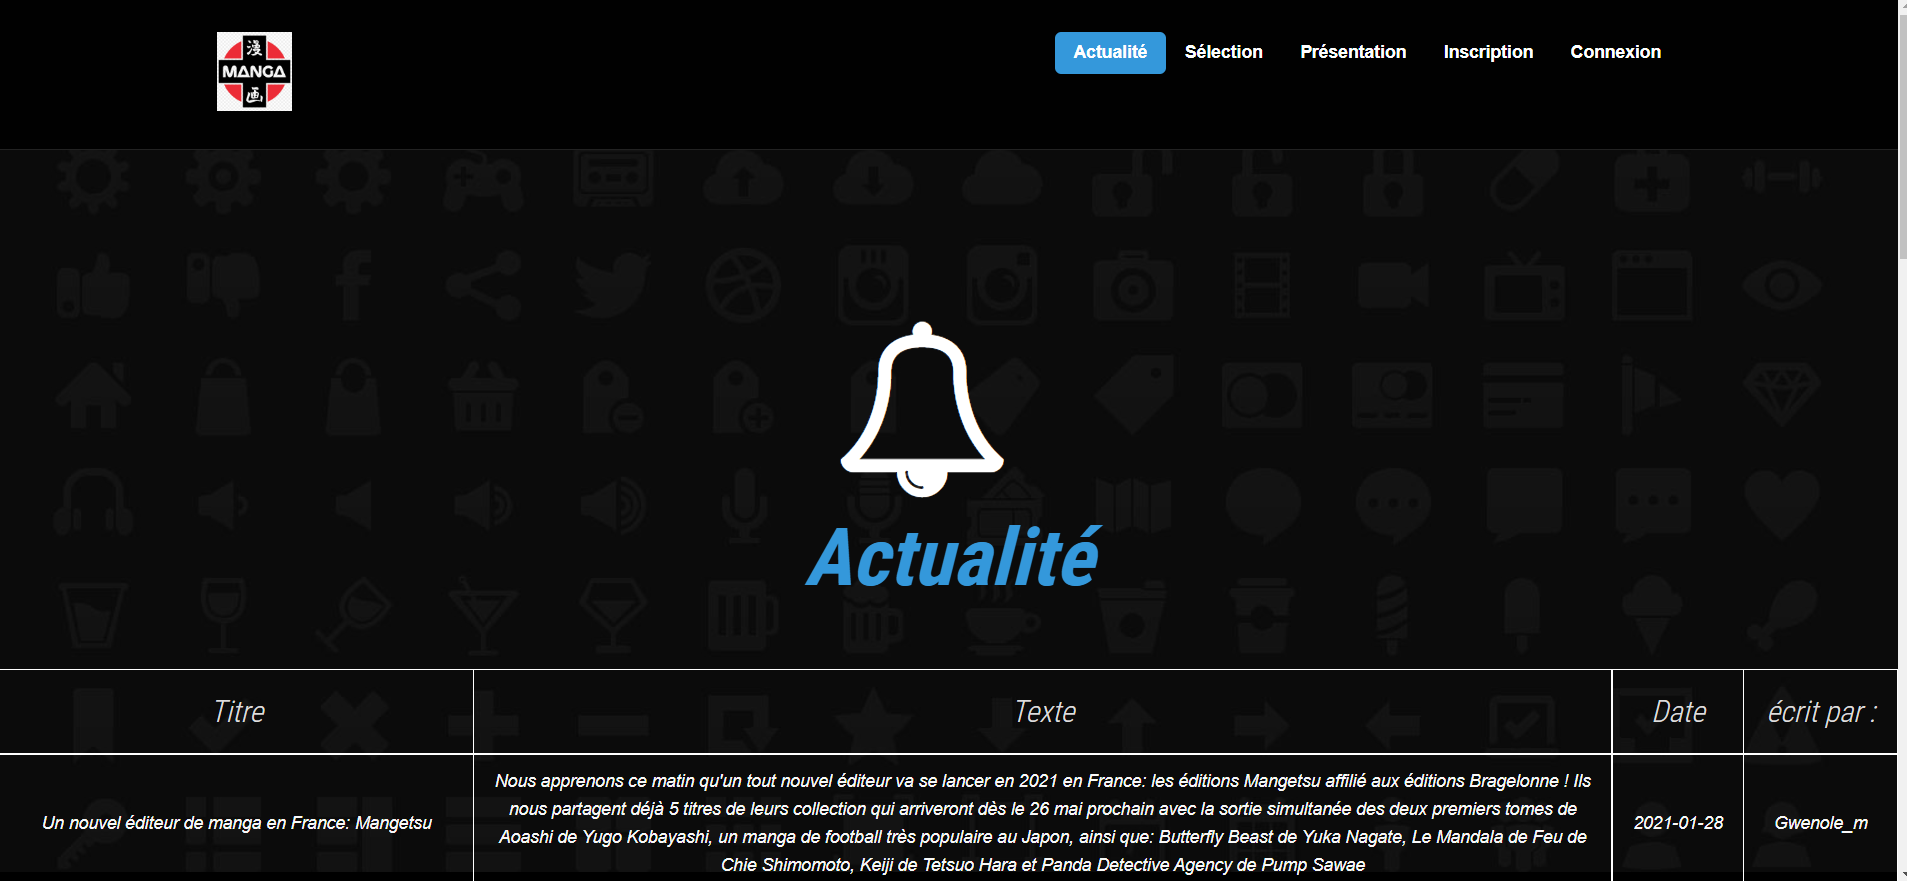 漫
MANGA
画
Actualité Sélection Présentation Inscription Connexion
Actualité
Titre Texte Date écrit par :
Un nouvel éditeur de manga en France: Mangetsu
Nous apprenons ce matin qu'un tout nouvel éditeur va se lancer en 2021 en France: les éditions Mangetsu affilié aux éditions Bragelonne ! Ils
nous partagent déjà 5 titres de leurs collection qui arriveront dès le 26 mai prochain avec la sortie simultanée des deux premiers tomes de
Aoashi de Yugo Kobayashi, un manga de football très populaire au Japon, ainsi que: Butterfly Beast de Yuka Nagate, Le Mandala de Feu de
Chie Shimomoto, Keiji de Tetsuo Hara et Panda Detective Agency de Pump Sawae
2021-01-28
Gwenole_m